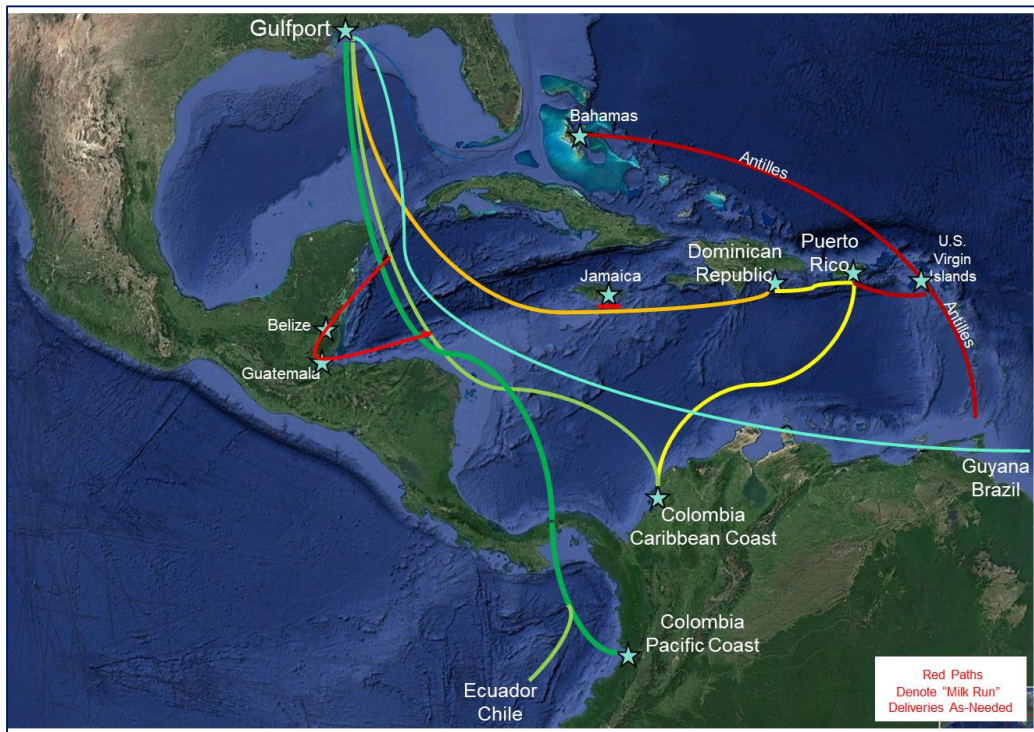 Gulfport
Bahamas
Antilles
Puerto
Rico
U.S.
Virgin
Islands
Dominican
Republic
Jamaica
Antilles
Belize
Guatemala
Guyana
Brazil
Colombia
Caribbean Coast
Colombia
Pacific Coast
Ecuador
Chile
Red Paths
Denote "Milk Run"
Deliveries As-Needed